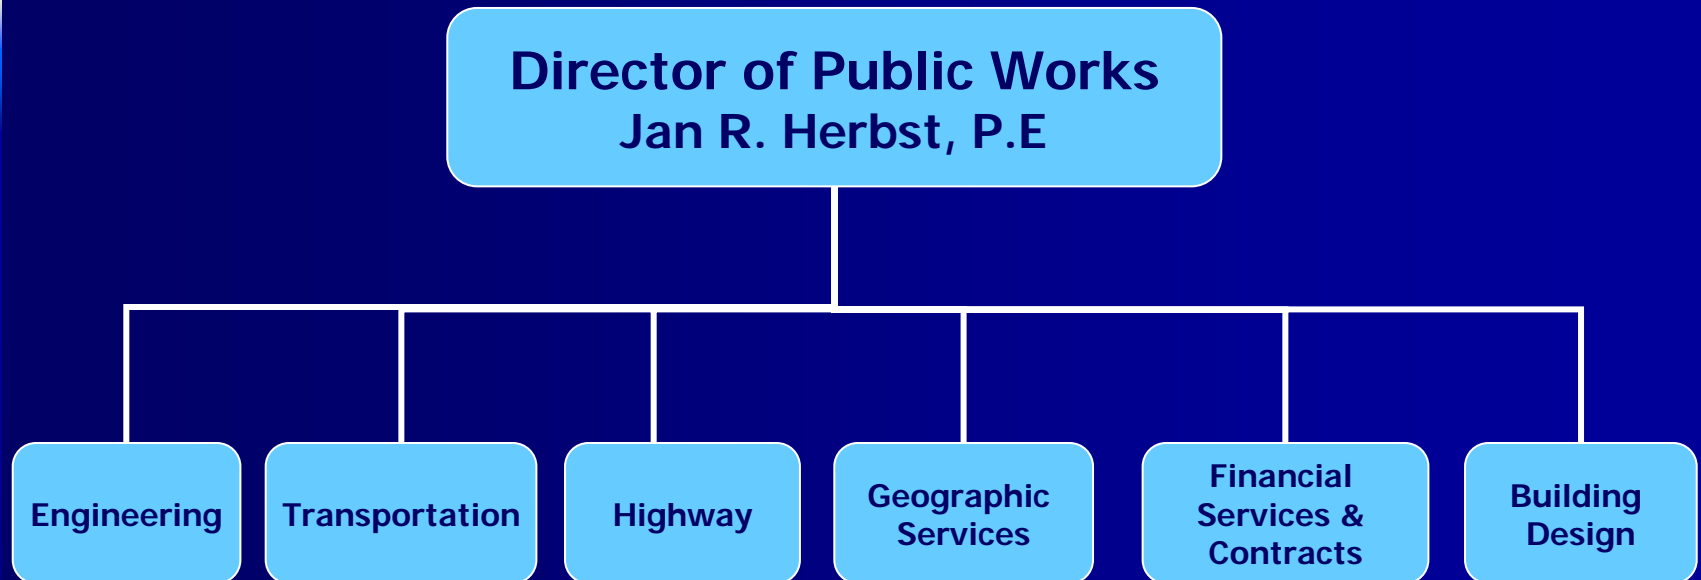 Director of Public Works
Jan R. Herbst, P.E
Engineering
Transportation
Highway
Geographic
Services
Financial
Services &
Contracts
Building
Design